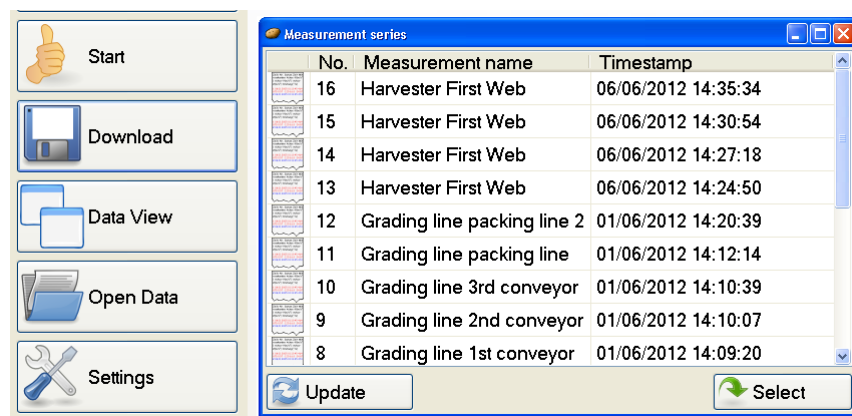 Start
Download
Data View
Open Data
Settings
Measurement series
No. Measurement name Timestamp
16 Harvester First Web 06/06/2012 14:35:34
15 Harvester First Web 06/06/2012 14:30:54
14 Harvester First Web 06/06/2012 14:27:18
13 Harvester First Web 06/06/2012 14:24:50
12 Grading line packing line 2 01/06/2012 14:20:39
11 Grading line packing line 01/06/2012 14:12:14
10 Grading line 3rd conveyor 01/06/2012 14:10:39
9 Grading line 2nd conveyor 01/06/2012 14:10:07
8 Grading line 1st conveyor 01/06/2012 14:09:20
Update
Select